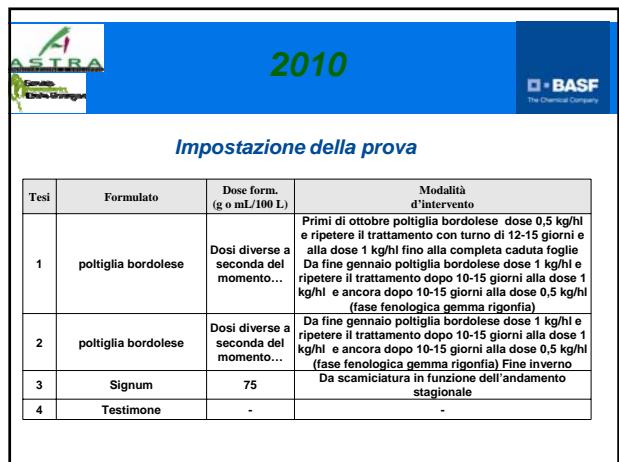 ASTRA
2010
BASF
The Chemical Company
Impostazione della prova
Tesi
Formulato
Dose form.
(g o mL/100 L)
Modalità
d'intervento
1
poltiglia bordolese
Dosi diverse a
seconda del
momento…
Primi di ottobre poltiglia bordolese dose 0,5 kg/hl
e ripetere il trattamento con turno di 12-15 giorni e
alla dose 1 kg/hl fino alla completa caduta foglie
Da fine gennaio poltiglia bordolese dose 1 kg/hl e
ripetere il trattamento dopo 10-15 giorni alla dose 1
kg/hl e ancora dopo 10-15 giorni alla dose 0,5 kg/hl
(fase fenologica gemma rigonfia)
2
poltiglia bordolese
Dosi diverse a
seconda del
momento…
Da fine gennaio poltiglia bordolese dose 1 kg/hl e
ripetere il trattamento dopo 10-15 giorni alla dose 1
kg/hl e ancora dopo 10-15 giorni alla dose 0,5 kg/hl
(fase fenologica gemma rigonfia) Fine inverno
3
Signum
75
Da scamiciatura in funzione dell'andamento
stagionale
4
Testimone
-
-